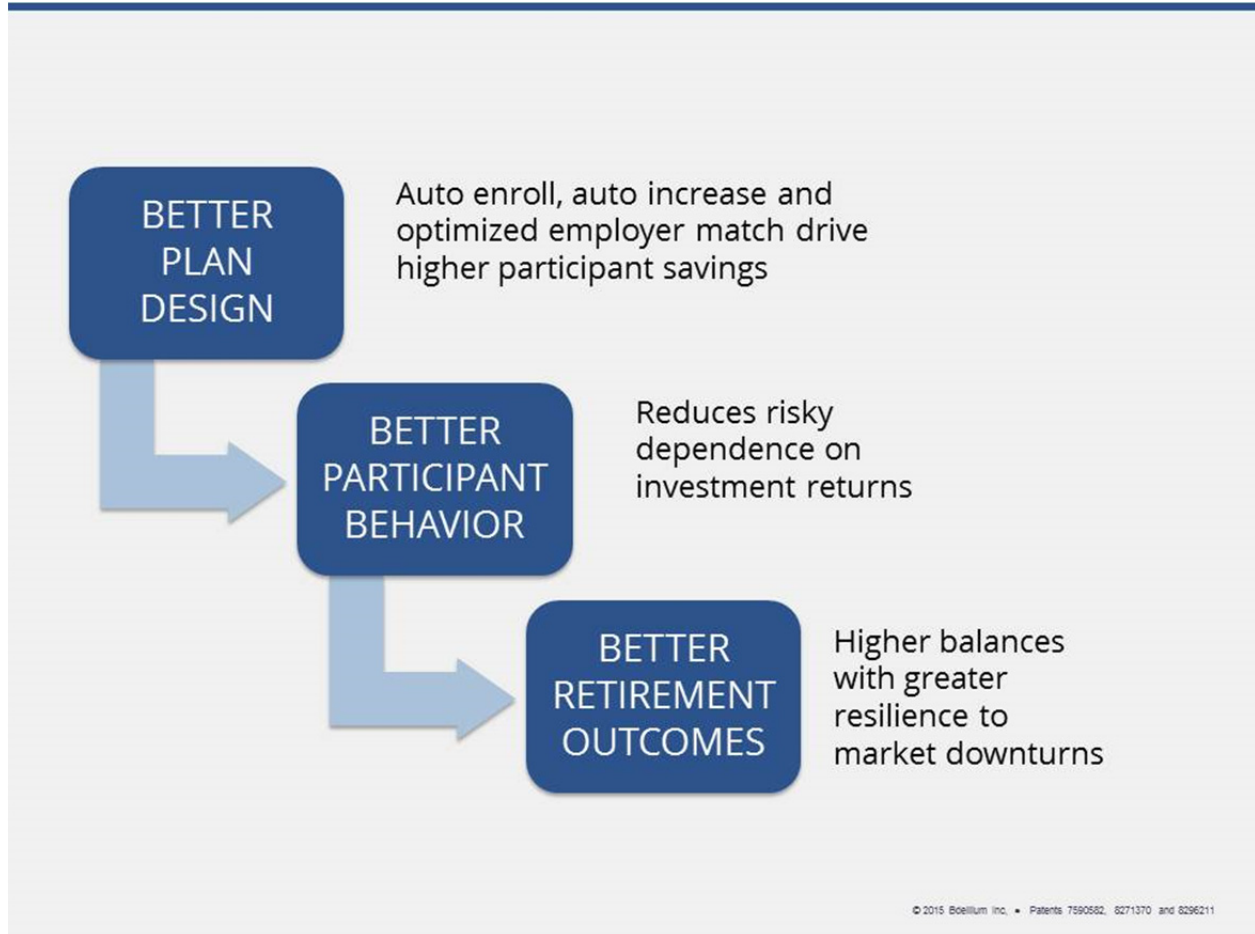 BETTER
PLAN
DESIGN
Auto enroll, auto increase and
optimized employer match drive
higher participant savings
BETTER
PARTICIPANT
BEHAVIOR
Reduces risky
dependence on
investment returns
BETTER
RETIREMENT
OUTCOMES
Higher balances
with greater
resilience to
market downturns
© 2015 Bdellium Inc, • Patents 7590582, 8271370 and 8296211